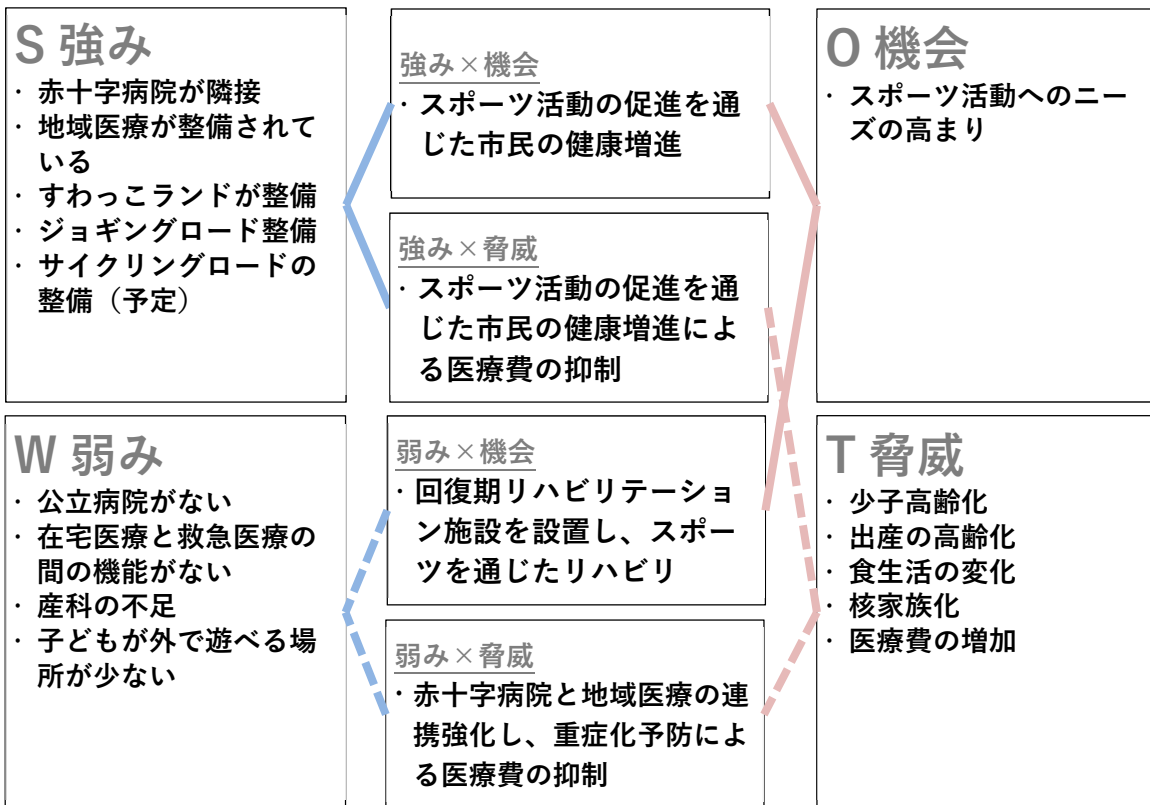 S 強み
· 赤十字病院が隣接
· 地域医療が整備されて
いる
· すわっこランドが整備
· ジョギングロード整備
· サイクリングロードの
整備（予定）
強み×機会
· スポーツ活動の促進を通
じた市民の健康増進
O 機会
· スポーツ活動へのニー
ズの高まり
強み×脅威
· スポーツ活動の促進を通
じた市民の健康増進によ
る医療費の抑制
W 弱み
· 公立病院がない
· 在宅医療と救急医療の
間の機能がない
· 産科の不足
· 子どもが外で遊べる場
所が少ない
弱み×機会
· 回復期リハビリテーショ
ン施設を設置し、スポー
ツを通じたリハビリ
T 脅威
· 少子高齢化
· 出産の高齢化
· 食生活の変化
· 核家族化
· 医療費の増加
弱み×脅威
· 赤十字病院と地域医療の連
携強化し、重症化予防によ
る医療費の抑制